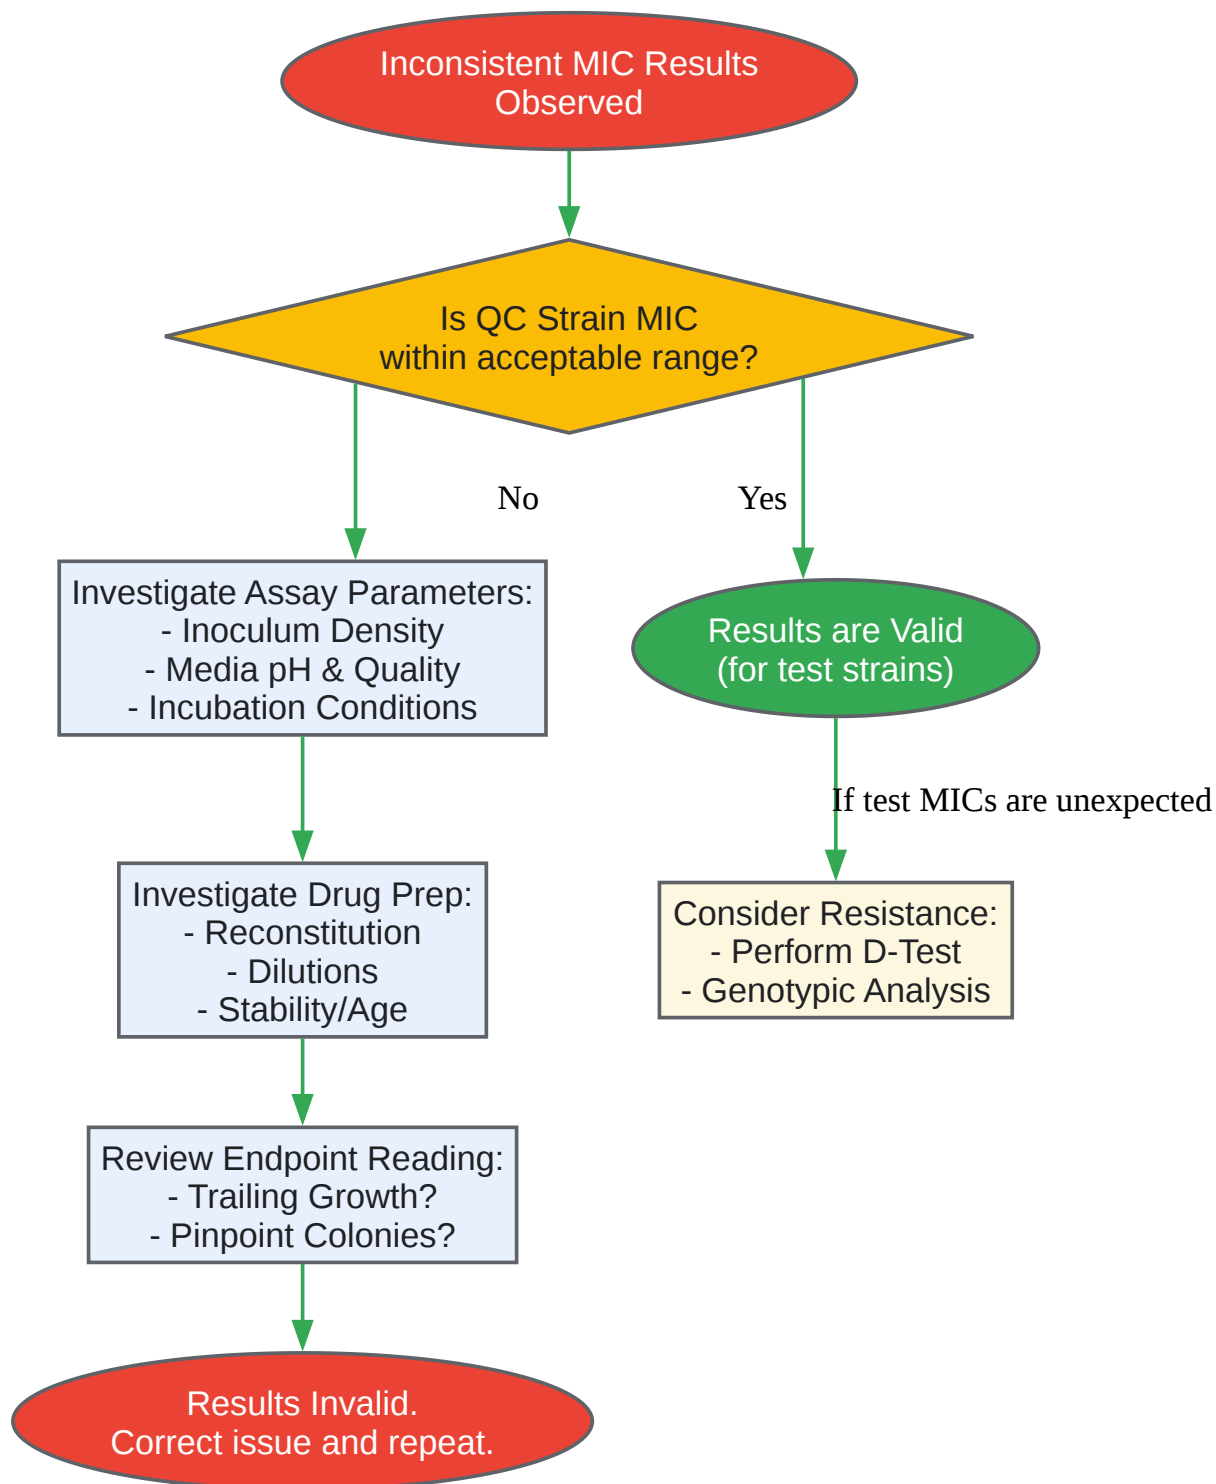 Inconsistent MIC Results
Observed
Is QC Strain MIC
within acceptable range?
No
Yes
Investigate Assay Parameters:
- Inoculum Density
- Media pH & Quality
- Incubation Conditions
Results are Valid
(for test strains)
If test MICs are unexpected
Investigate Drug Prep:
- Reconstitution
- Dilutions
- Stability/Age
Consider Resistance:
- Perform D-Test
- Genotypic Analysis
Review Endpoint Reading:
- Trailing Growth?
- Pinpoint Colonies?
Results Invalid.
Correct issue and repeat.